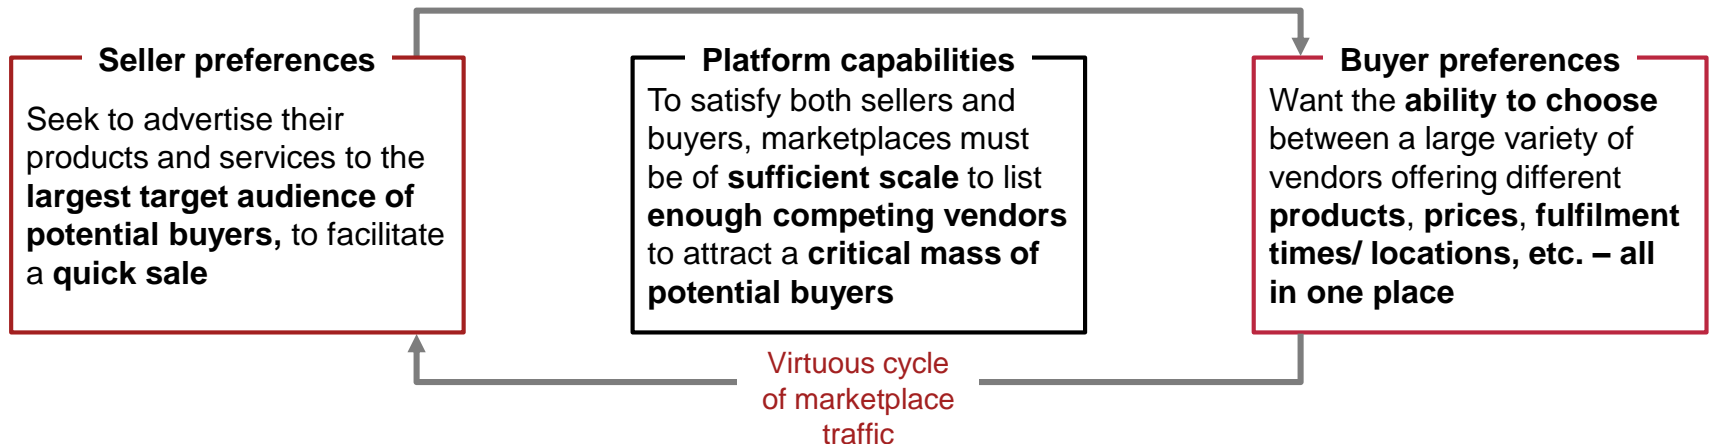 Seller preferences
Seek to advertise their
products and services to the
largest target audience of
potential buyers, to facilitate
a quick sale
Platform capabilities
To satisfy both sellers and
buyers, marketplaces must
be of sufficient scale to list
enough competing vendors
to attract a critical mass of
potential buyers
Buyer preferences
Want the ability to choose
between a large variety of
vendors offering different
products, prices, fulfilment
times/ locations, etc. – all
in one place
Virtuous cycle
of marketplace
traffic